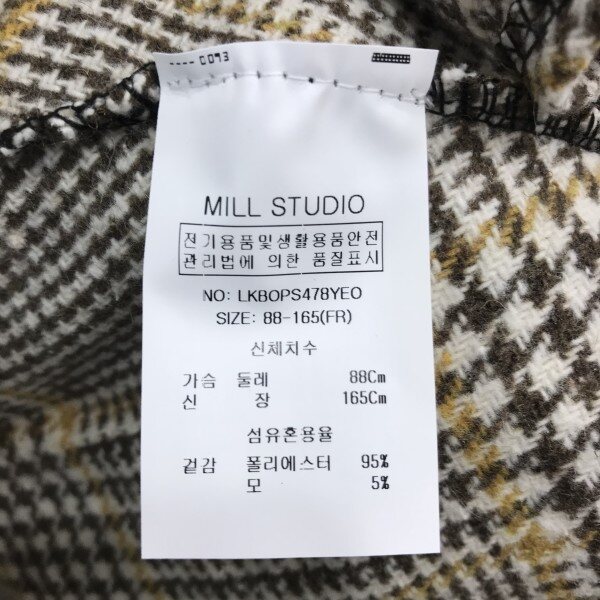 ---- 0093
MILL STUDIO
전기용품및생활용품안전
관리법에 의한 품질표시
NO: LKBOPS478YEO
SIZE: 88-165(FR)
신체치수
가슴 둘레 88Cm
신 장 165Cm
섬유혼용율
겉감 폴리에스터 95%
모 5%